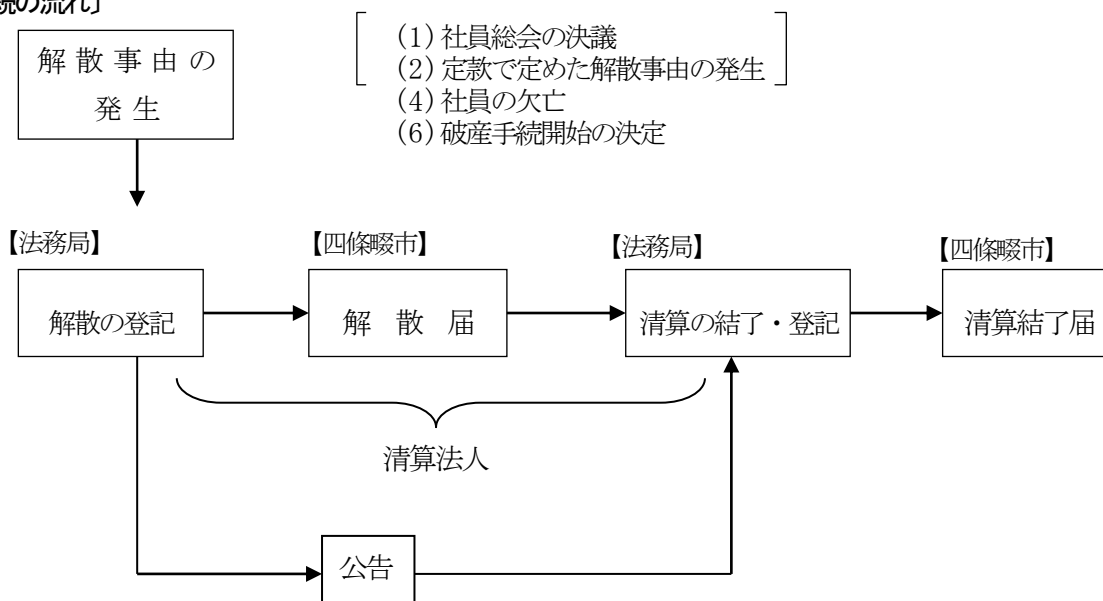 の流れ〕
解散事由の
発生
(1)社員総会の決議
(2)定款で定めた解散事由の発生
(4)社員の欠亡
(6)破産手続開始の決定
【法務局】
【四條畷市】
【法務局】
【四條畷市】
解散の登記
解散届
清算の結了・登記
清算結了届
清算法人
公告